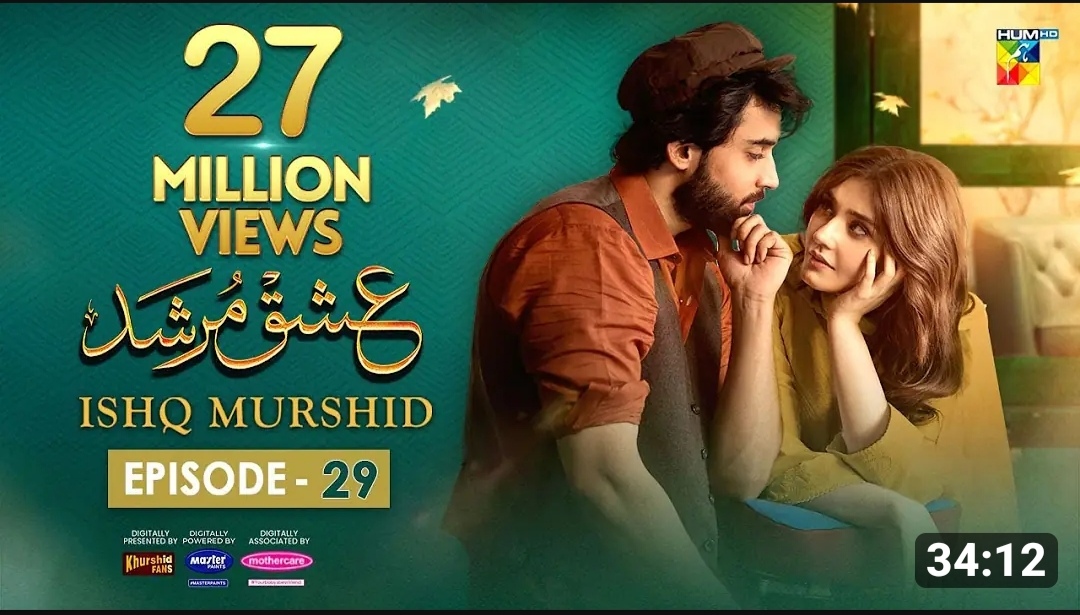 27
MILLION
VIEWS
عشق مُرشد
ISHQ MURSHID
EPISODE - 29
HUM HD
DIGITALLY PRESENTED BY
Khurshid FANS
DIGITALLY POWERED BY
Master PAINTS
#MASTERPAINTS
DIGITALLY ASSOCIATED BY
mothercare
34:12